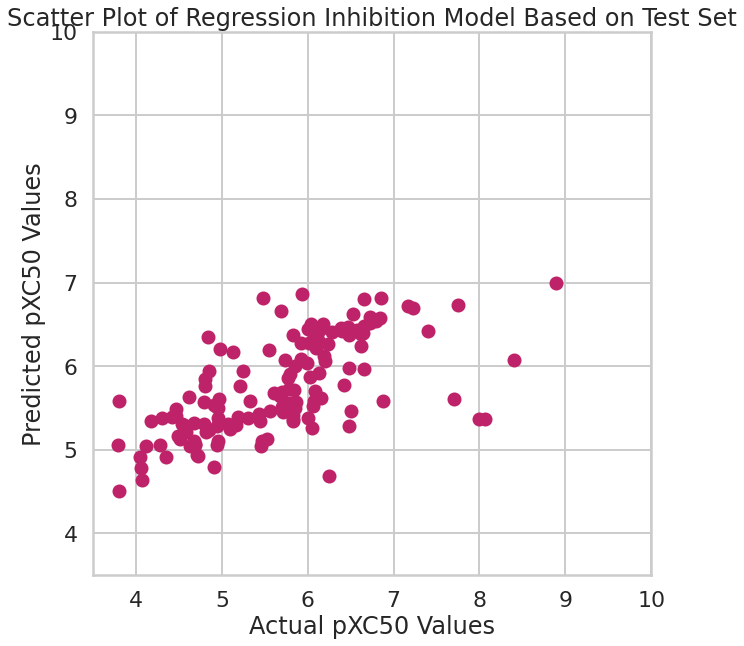 Scatter Plot of Regression Inhibition Model Based on Test Set
10
9
8
7
6
5
4
Predicted pXC50 Values
4 5 6 7 8 9 10
Actual pXC50 Values